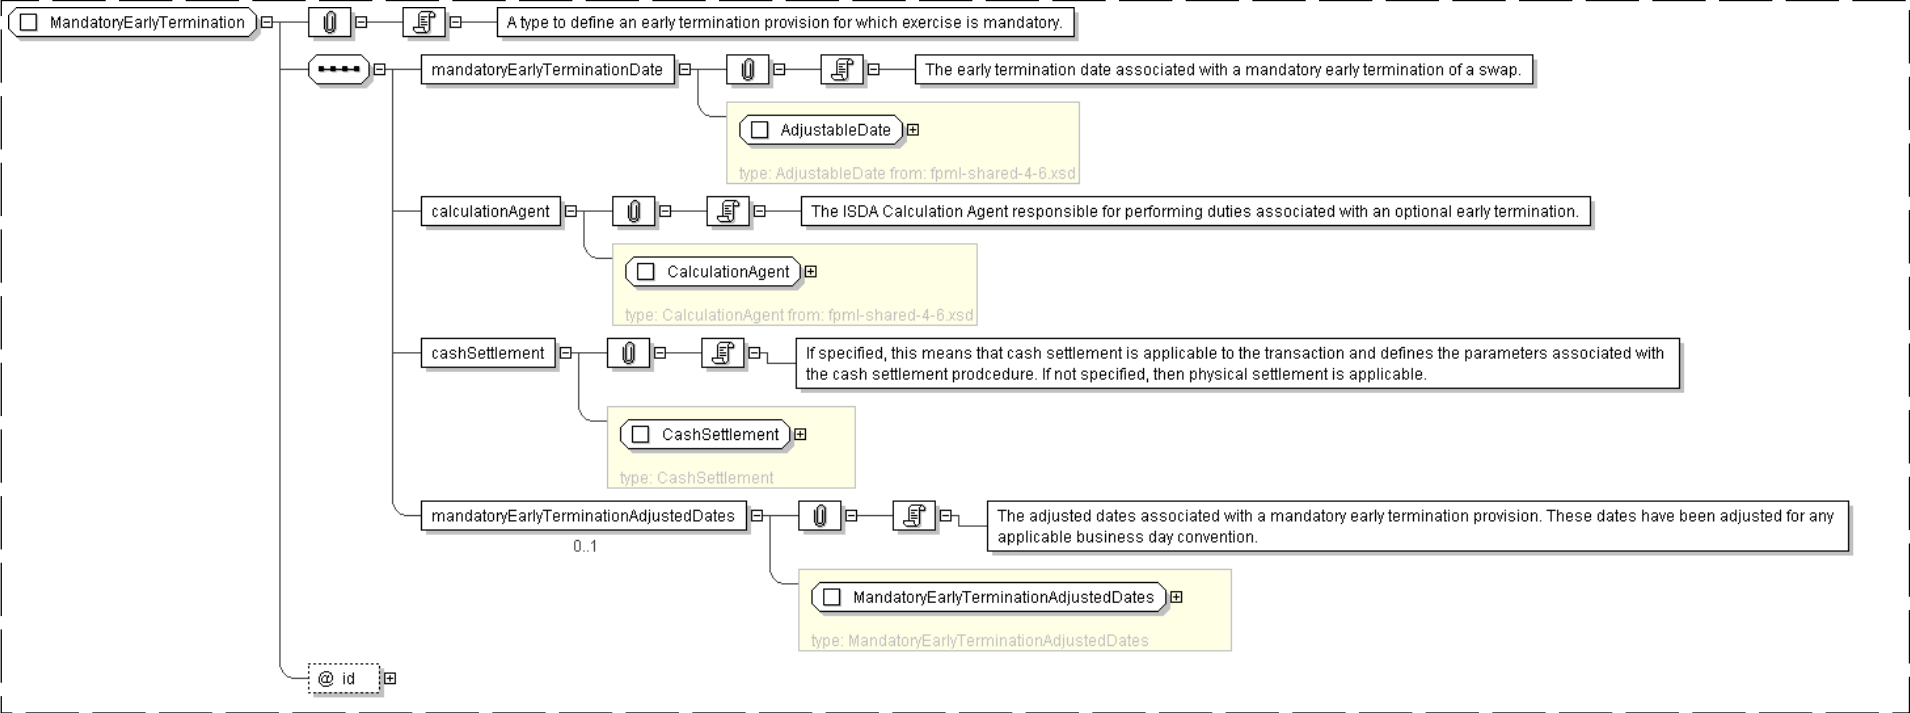 MandatoryEarlyTermination
A type to define an early termination provision for which exercise is mandatory.
mandatoryEarlyTerminationDate
The early termination date associated with a mandatory early termination of a swap.
AdjustableDate
type: AdjustableDate from: fpml-shared-4-6.xsd
calculationAgent
The ISDA Calculation Agent responsible for performing duties associated with an optional early termination.
CalculationAgent
type: CalculationAgent from: fpml-shared-4-6.xsd
cashSettlement
If specified, this means that cash settlement is applicable to the transaction and defines the parameters associated with
the cash settlement prodcedure. If not specified, then physical settlement is applicable.
CashSettlement
type: CashSettlement
mandatoryEarlyTerminationAdjustedDates
0..1
The adjusted dates associated with a mandatory early termination provision. These dates have been adjusted for any
applicable business day convention.
MandatoryEarlyTerminationAdjustedDates
type: MandatoryEarlyTerminationAdjustedDates
@ id